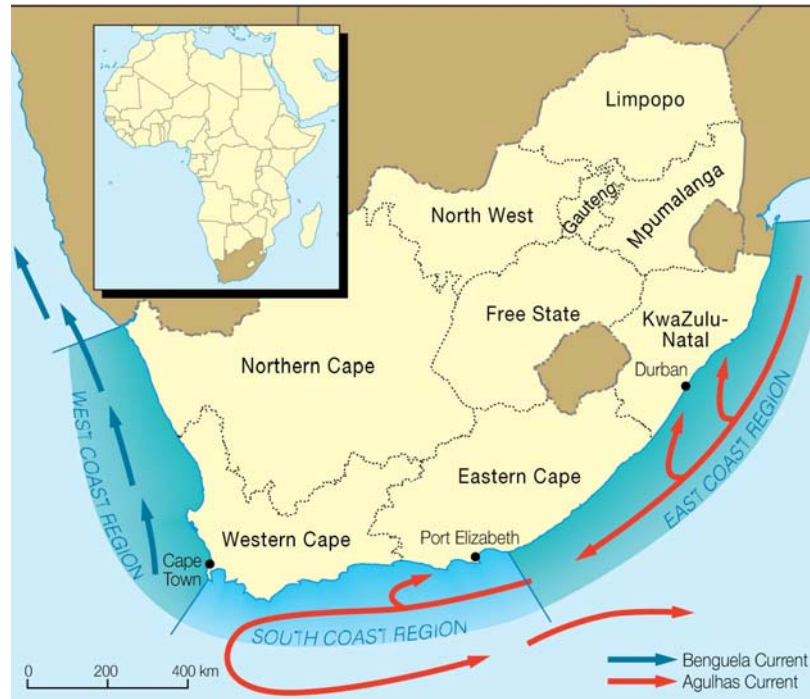 Limpopo
North West
Gauteng
Mpumalanga
Free State
KwaZulu-
Natal
Durban
Northern Cape
Eastern Cape
Western Cape
Port Elizabeth
Cape
Town
WEST COAST REGION
SOUTH COAST REGION
EAST COAST REGION
0 200 400 km
Benguela Current
Agulhas Current